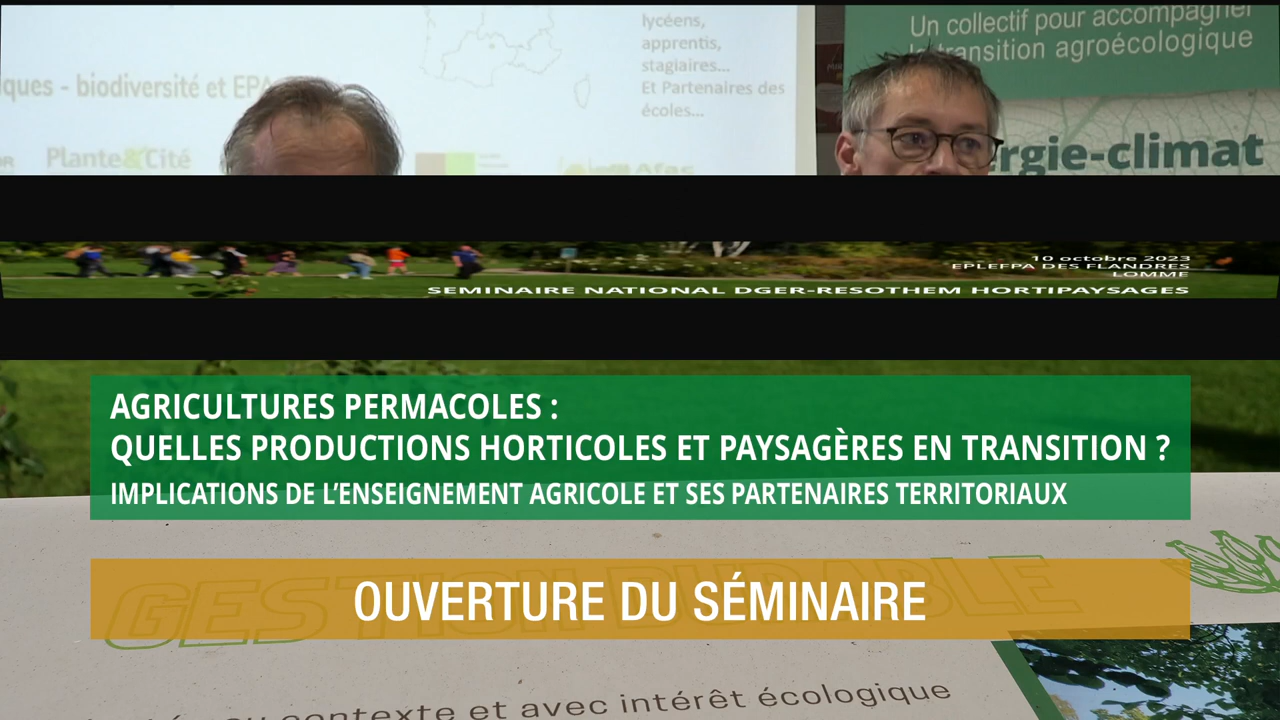 lycéens,
apprentis,
stagiaires...
Et Partenaires des
écoles...
iques - biodiversité et EPA
Plante&Cité
Un collectif pour accompagner
la transition agroécologique
ergie-climat
10 octobre 2023
EPLEFPA DES FLANDRES
LOMME
SEMINAIRE NATIONAL DGER-RESOTHEM HORTIPAYSAGES
AGRICULTURES PERMACOLES :
QUELLES PRODUCTIONS HORTICOLES ET PAYSAGÈRES EN TRANSITION ?
IMPLICATIONS DE L'ENSEIGNEMENT AGRICOLE ET SES PARTENAIRES TERRITORIAUX
GESTION DURABLE
OUVERTURE DU SÉMINAIRE
contexte et avec intérêt écologique